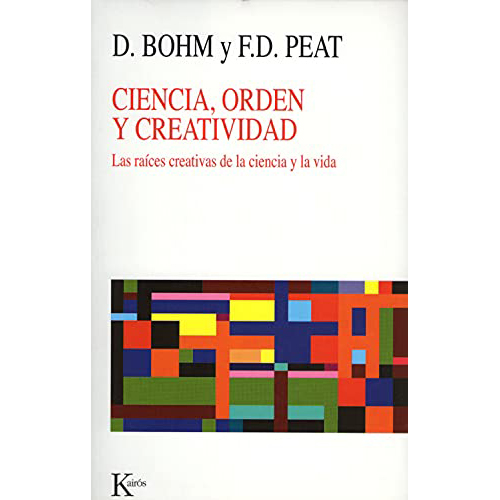 D. BOHM y F.D. PEAT
CIENCIA, ORDEN
Y CREATIVIDAD
Las raíces creativas de la ciencia y la vida
Kairós